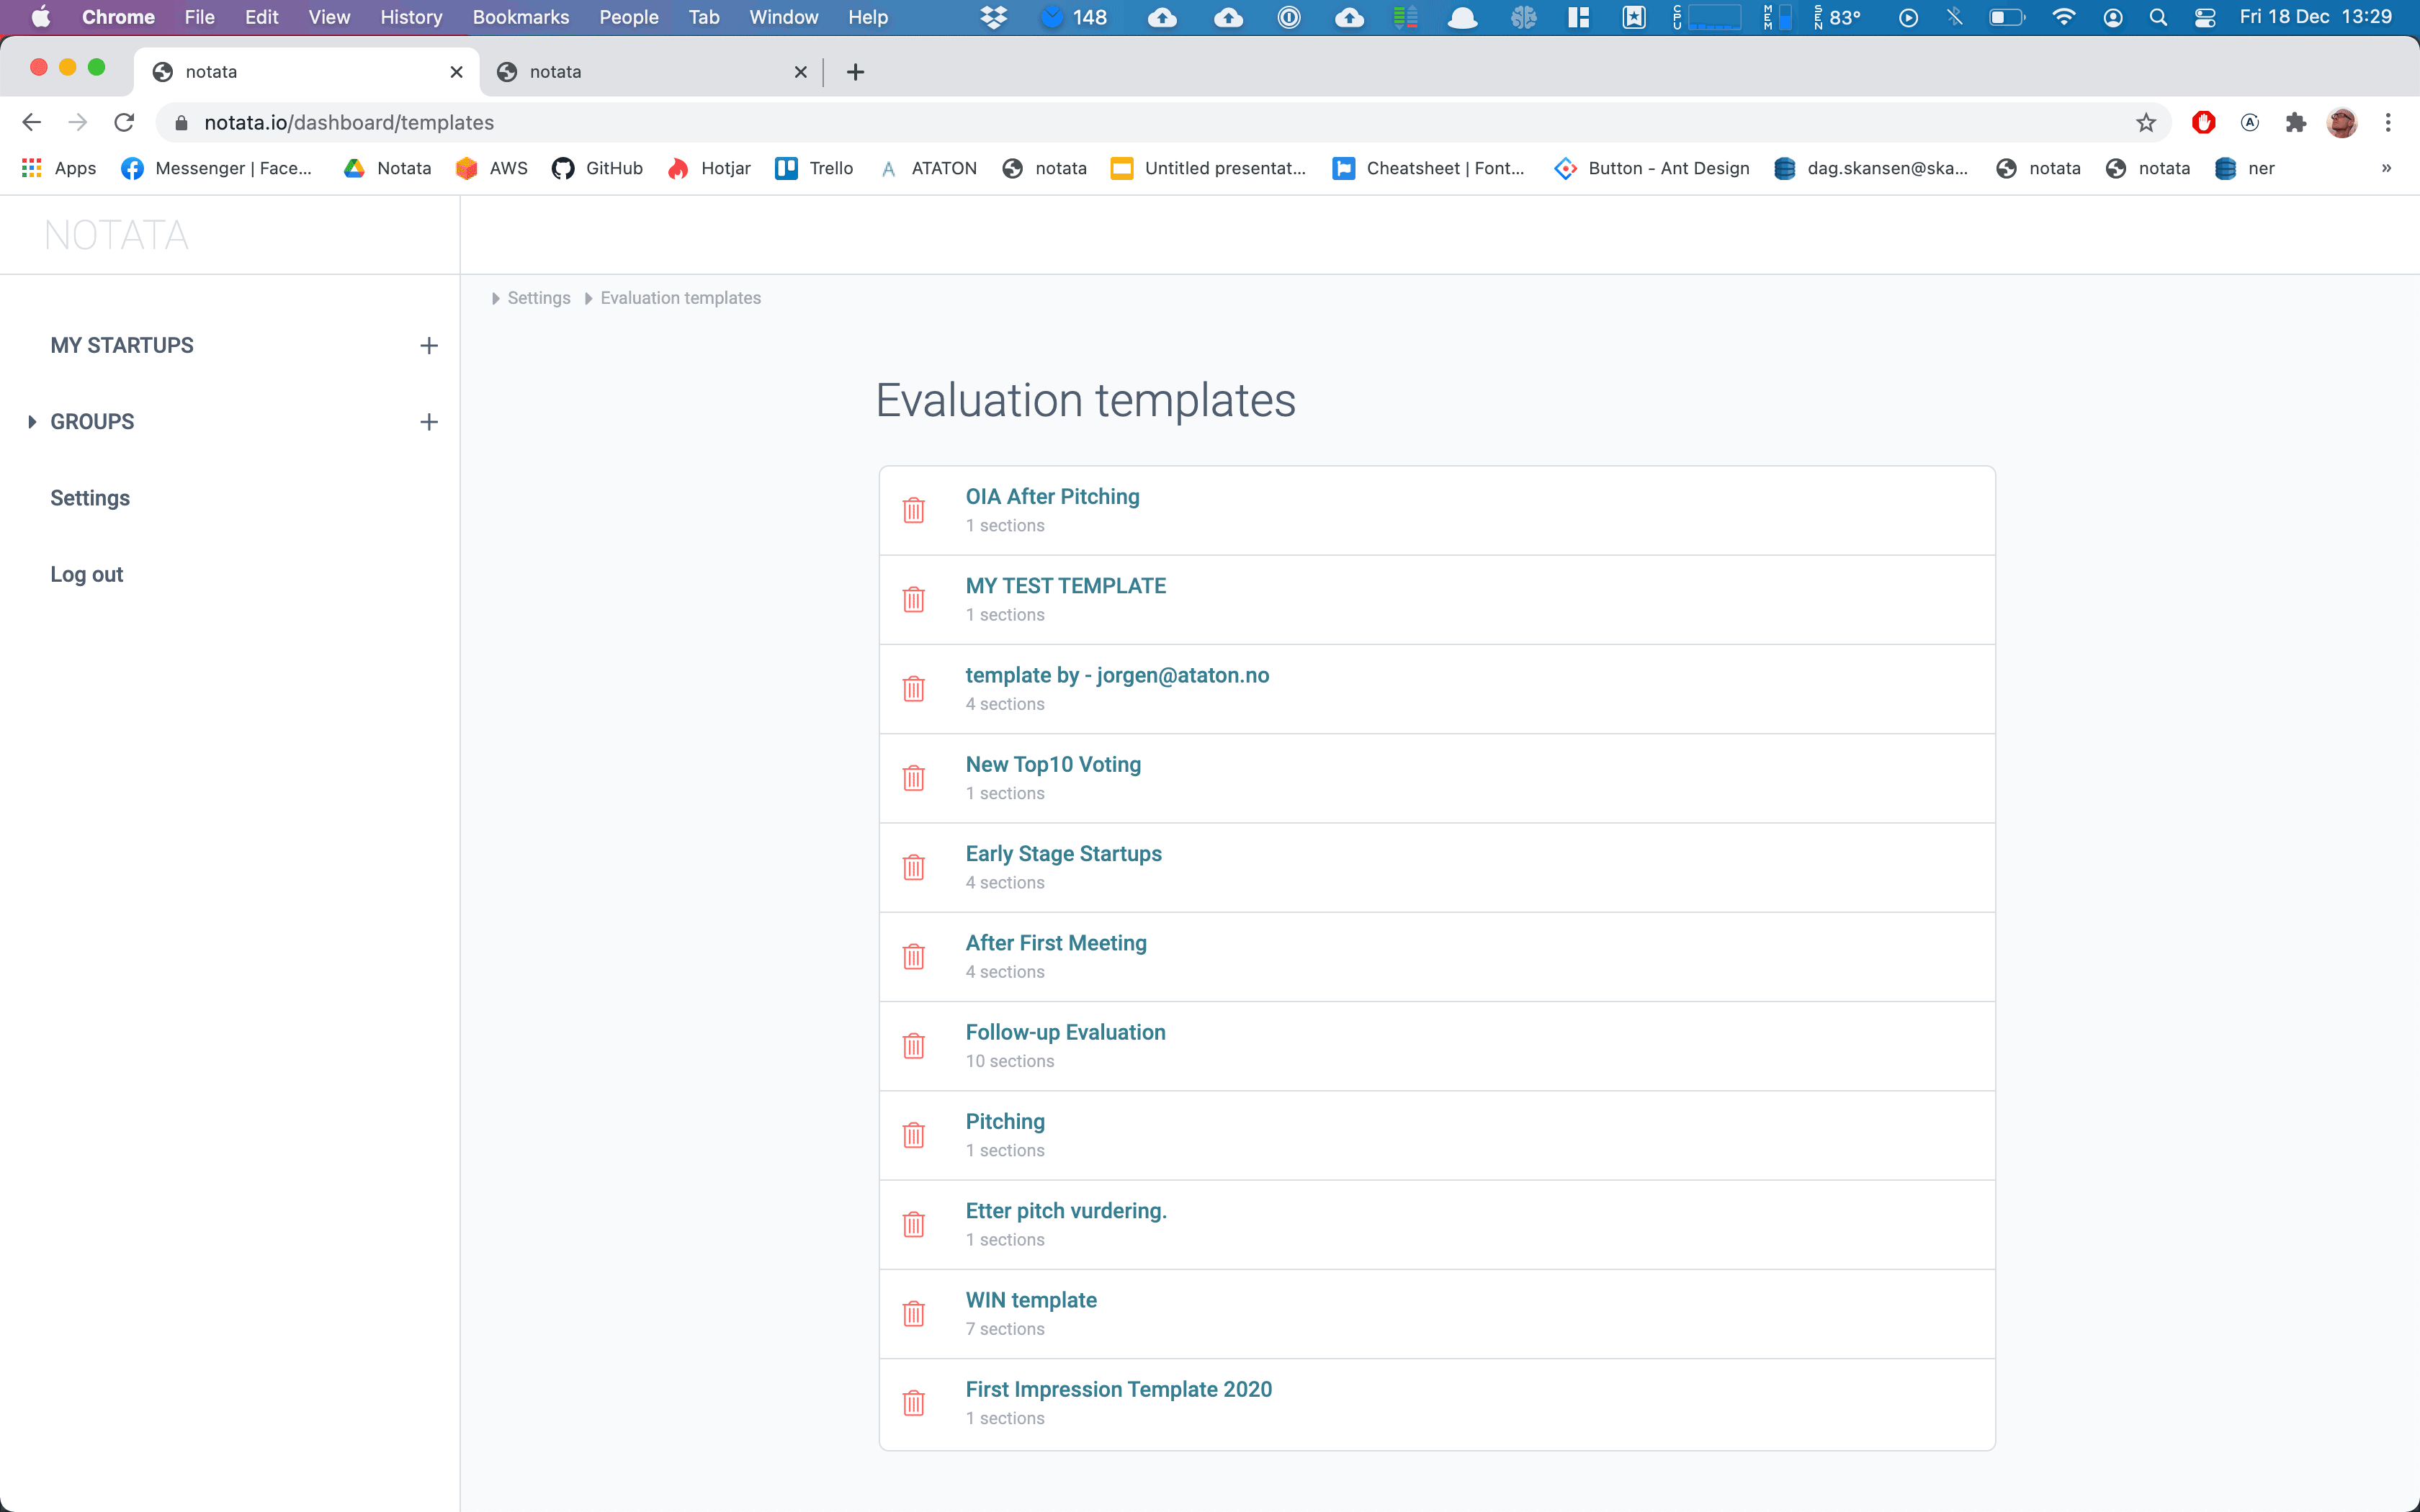 Chrome File Edit View History Bookmarks People Tab Window Help 148 CPU MEM SEN 83° Fri 18 Dec 13:29
notata notata
notata.io/dashboard/templates
Apps Messenger | Face... Notata AWS GitHub Hotjar Trello ATATON notata Untitled presentat... Cheatsheet | Font... Button - Ant Design dag.skansen@ska... notata notata ner »
NOTATA
Settings Evaluation templates
MY STARTUPS
GROUPS
Settings
Log out
Evaluation templates
OIA After Pitching
1 sections
MY TEST TEMPLATE
1 sections
template by - jorgen@ataton.no
4 sections
New Top10 Voting
1 sections
Early Stage Startups
4 sections
After First Meeting
4 sections
Follow-up Evaluation
10 sections
Pitching
1 sections
Etter pitch vurdering.
1 sections
WIN template
7 sections
First Impression Template 2020
1 sections